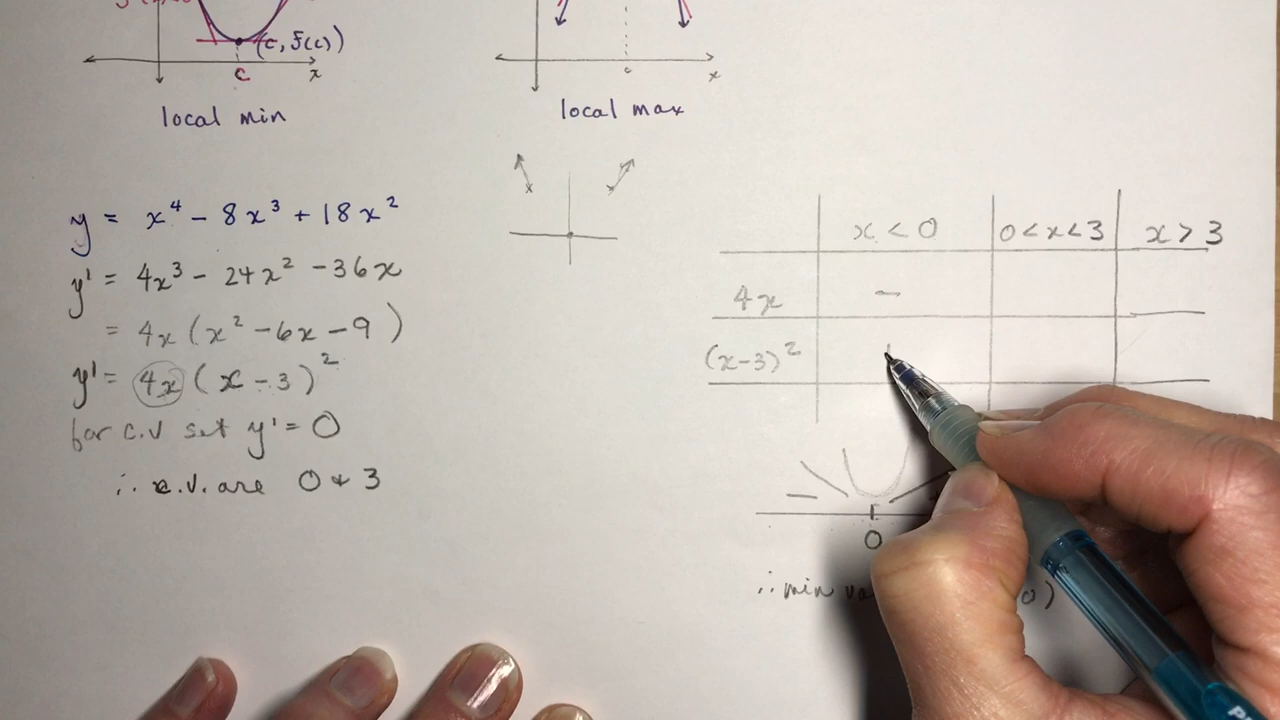 (c, f(c))
c
x
local min
c
x
local max
y = x⁴ - 8x³ + 18x²
y' = 4x³ - 24x² - 36x
= 4x(x² - 6x - 9)
y' = 4x(x - 3)²
for c.v set y' = 0
∴ c.v. are 0 & 3
x < 0 0<x<3 x > 3
4x -
(x-3)²
0
∴ min